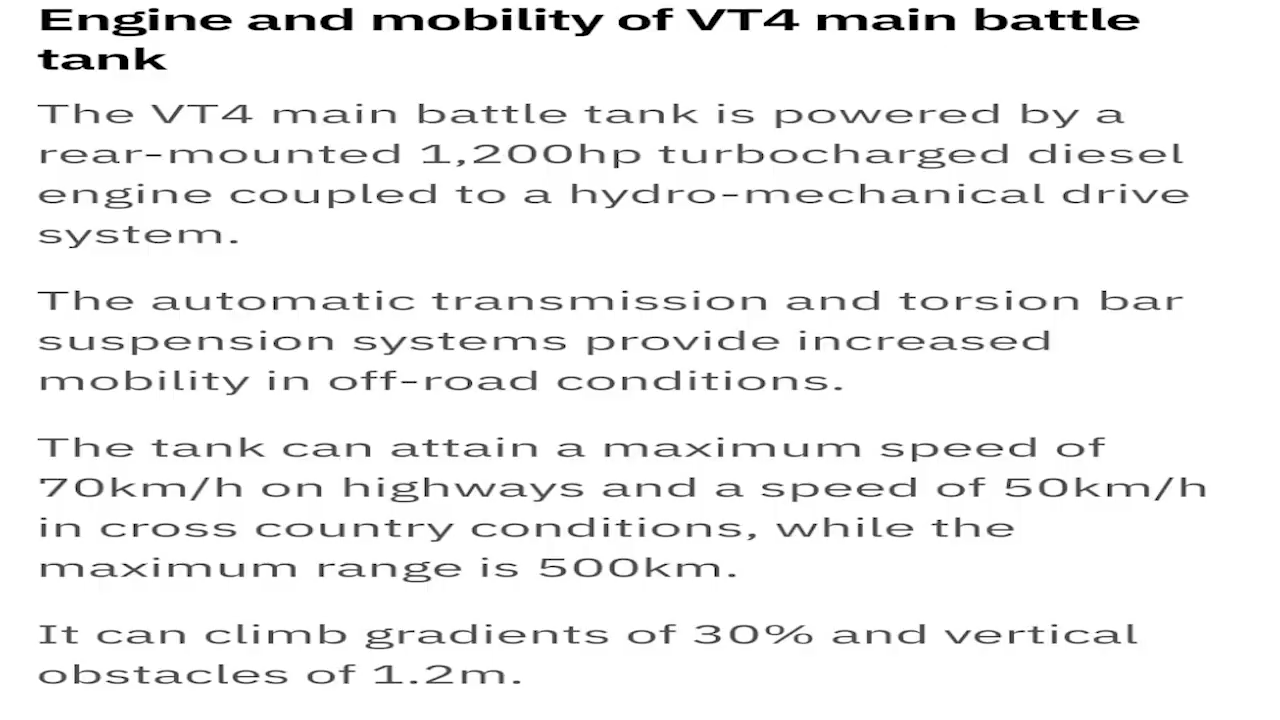 Engine and mobility of VT4 main battle
tank
The VT4 main battle tank is powered by a
rear-mounted 1,200hp turbocharged diesel
engine coupled to a hydro-mechanical drive
system.
The automatic transmission and torsion bar
suspension systems provide increased
mobility in off-road conditions.
The tank can attain a maximum speed of
70km/h on highways and a speed of 50km/h
in cross country conditions, while the
maximum range is 500km.
It can climb gradients of 30% and vertical
obstacles of 1.2m.